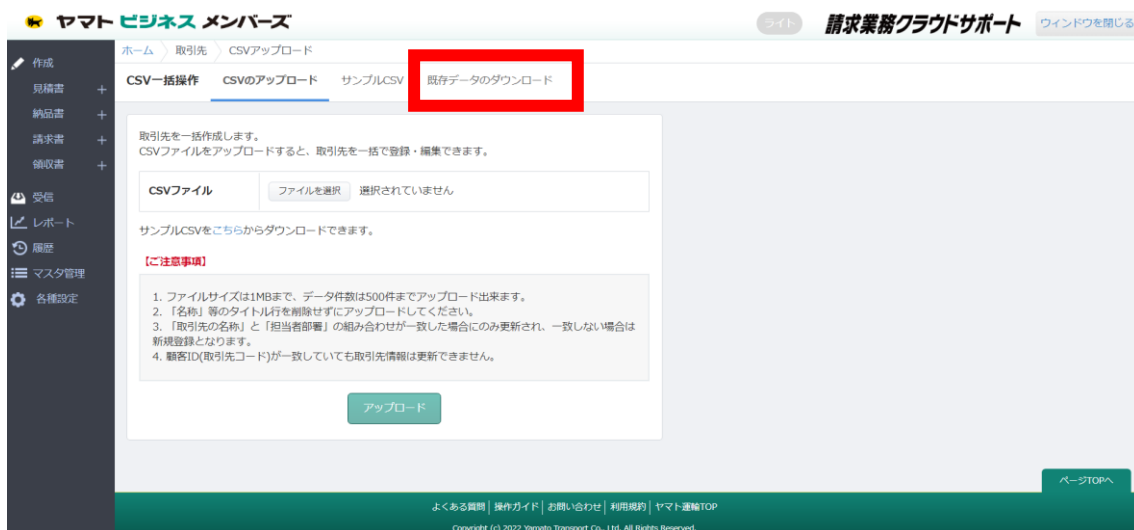 ヤマト ビジネス メンバーズ
ライト 請求業務クラウドサポート ウィンドウを閉じる
ホーム 取引先 CSVアップロード
作成
見積書 +
納品書 +
請求書 +
領収書 +
受信
レポート
履歴
マスタ管理
各種設定
CSV一括操作 CSVのアップロード サンプルCSV 既存データのダウンロード
取引先を一括作成します。
CSVファイルをアップロードすると、取引先を一括で登録・編集できます。
CSVファイル ファイルを選択 選択されていません
サンプルCSVをこちらからダウンロードできます。
【ご注意事項】
1. ファイルサイズは1MBまで、データ件数は500件までアップロード出来ます。
2. 「名称」等のタイトル行を削除せずにアップロードしてください。
3. 「取引先の名称」と「担当者部署」の組み合わせが一致した場合にのみ更新され、一致しない場合は
新規登録となります。
4. 顧客ID(取引先コード)が一致していても取引先情報は更新できません。
アップロード
ページTOPへ
よくある質問 | 操作ガイド | お問い合わせ | 利用規約 | ヤマト運輸TOP
Copyright (c) 2022 Yamato Transport Co., Ltd. All Rights Reserved.